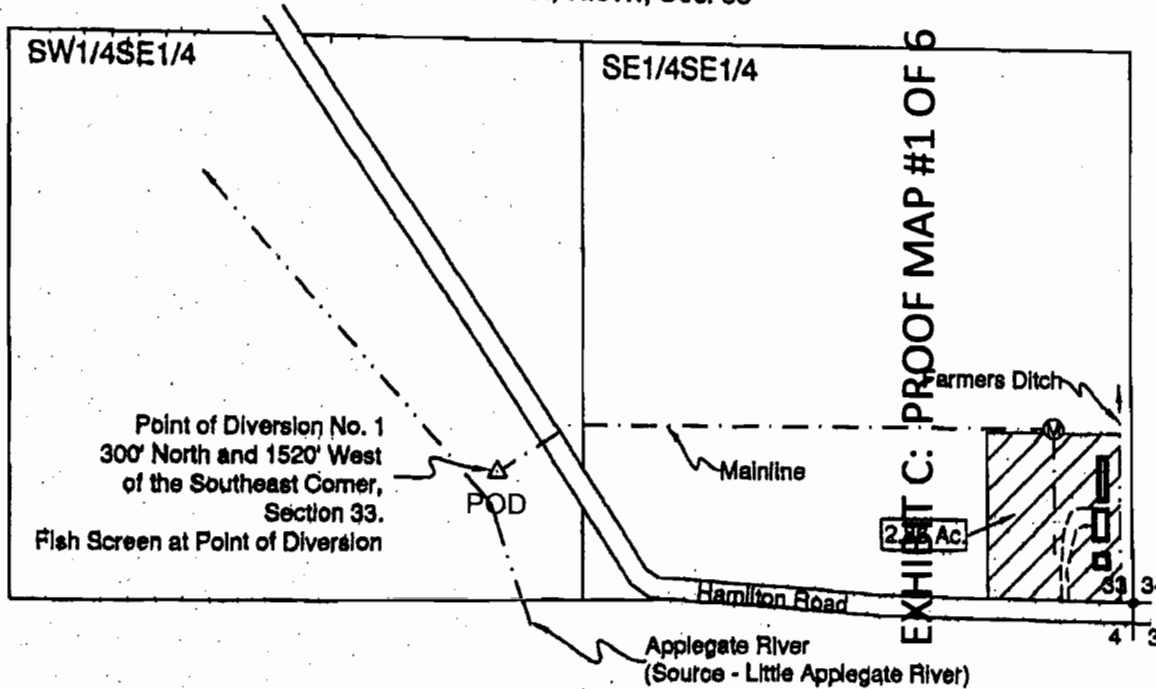 SW1/4SE1/4
SE1/4SE1/4
EXHIBIT C: PROOF MAP #1 OF 6
Farmers Ditch
M
Point of Diversion No. 1
300' North and 1520' West
of the Southeast Corner,
Section 33.
Fish Screen at Point of Diversion
POD
Mainline
Ac.
Hamilton Road
33
4
3
Applegate River
(Source - Little Applegate River)